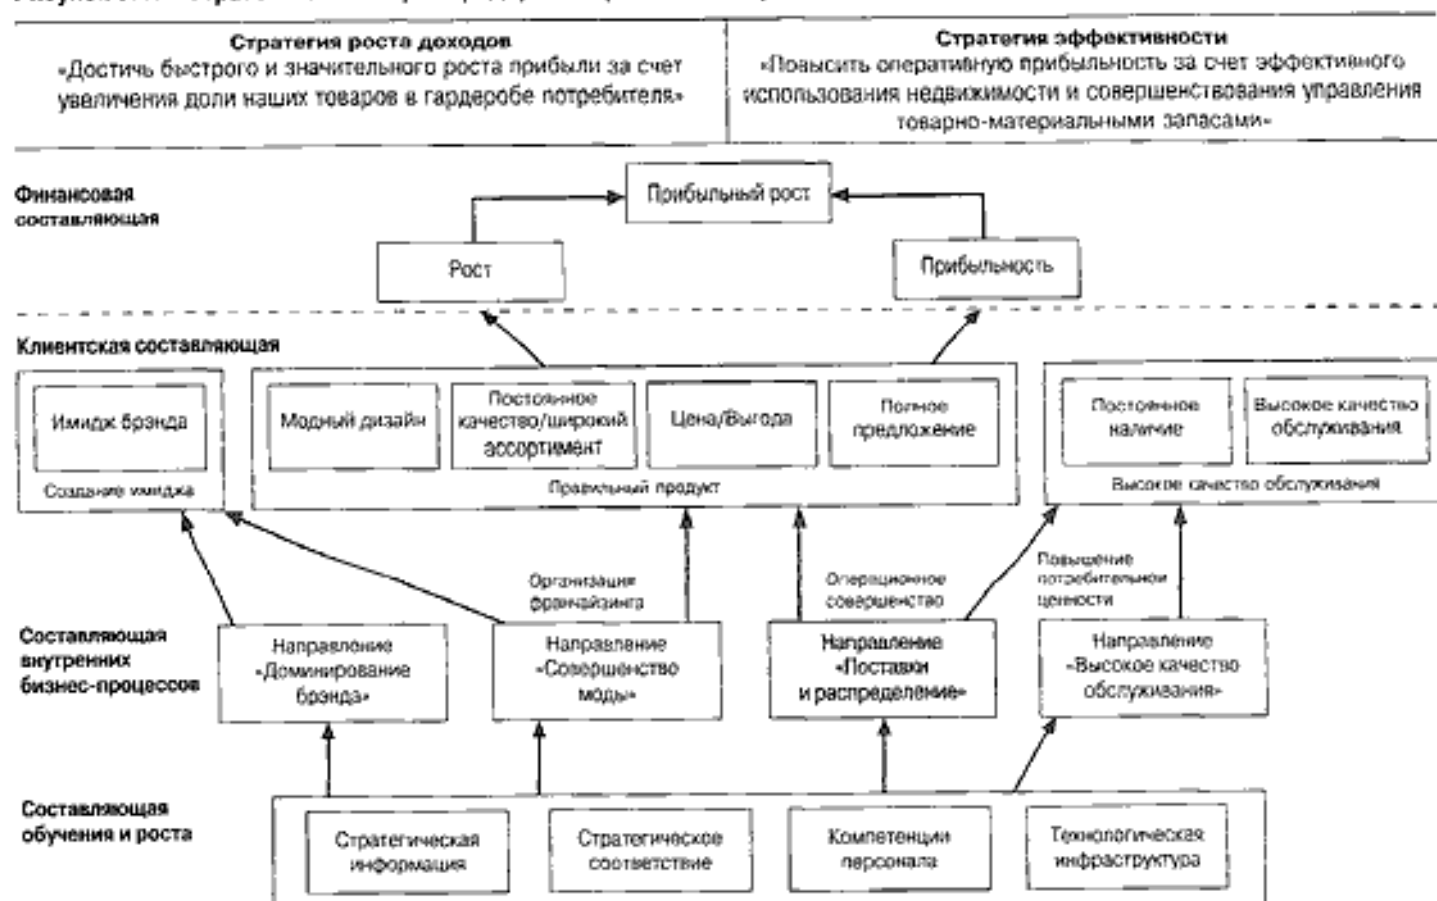 Стратегия роста доходов
«Достичь быстрого и значительного роста прибыли за счет
увеличения доли наших товаров в гардеробе потребителя»
Стратегия эффективности
«Повысить оперативную прибыльность за счет эффективного
использования недвижимости и совершенствования управления
товарно-материальными запасами»
Финансовая
составляющая
Прибыльный рост
Рост
Прибыльность
Клиентская составляющая
Имидж брэнда
Создание имиджа
Модный дизайн
Постоянное
качество/широкий
ассортимент
Цена/Выгода
Полное
предложение
Правильный продукт
Постоянное
наличие
Высокое качество
обслуживания
Высокое качество обслуживания
Организация
франчайзинга
Операционное
совершенство
Повышение
потребительной
ценности
Составляющая
внутренних
бизнес-процессов
Направление
«Доминирование
брэнда»
Направление
«Совершенство
моды»
Направление
«Поставки
и распределение»
Направление
«Высокое качество
обслуживания»
Составляющая
обучения и роста
Стратегическая
информация
Стратегическое
соответствие
Компетенции
персонала
Технологическая
инфраструктура